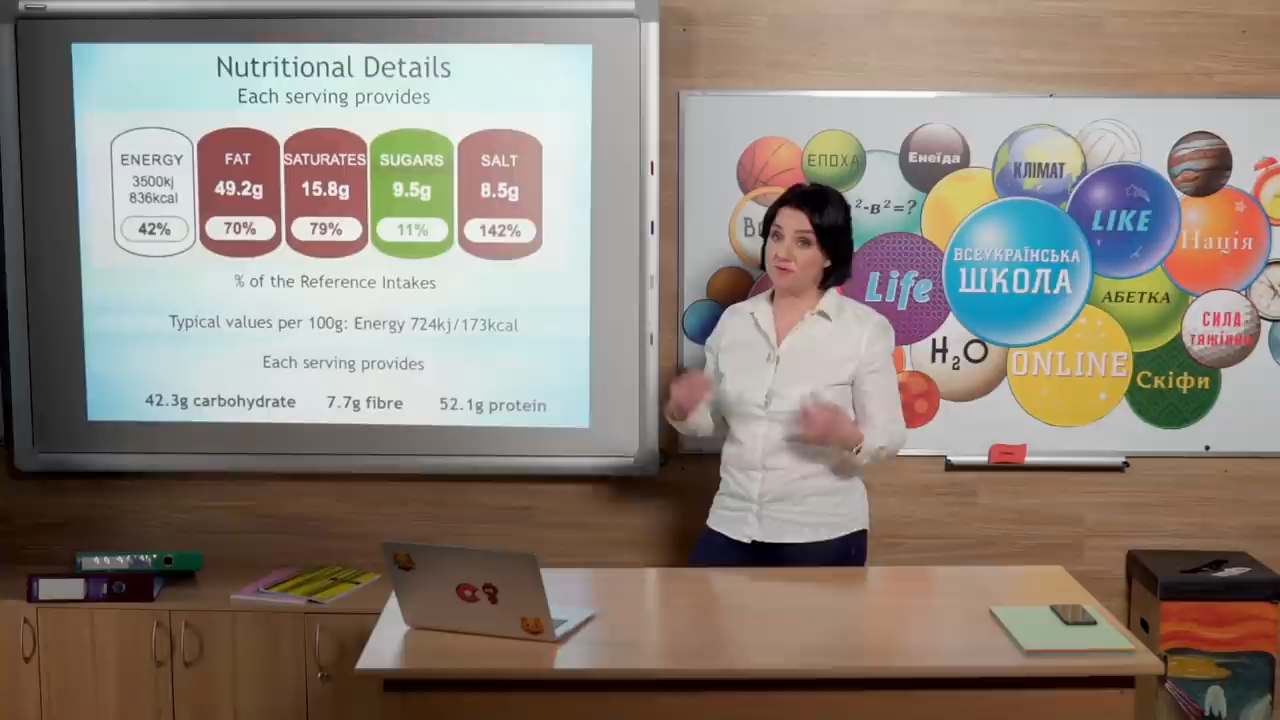 Nutritional Details
Each serving provides
ENERGY
3500kj
836kcal
42%
FAT
49.2g
70%
SATURATES
15.8g
79%
SUGARS
9.5g
11%
SALT
8.5g
142%
% of the Reference Intakes
Typical values per 100g: Energy 724kj/173kcal
Each serving provides
42.3g carbohydrate 7.7g fibre 52.1g protein
ЕПОХА
Енеїда
КЛІМАТ
²-в²=?
LIKE
Нація
Life
ВСЕУКРАЇНСЬКА
ШКОЛА
АБЕТКА
СИЛА
тяжіння
H₂O
ONLINE
Скіфи